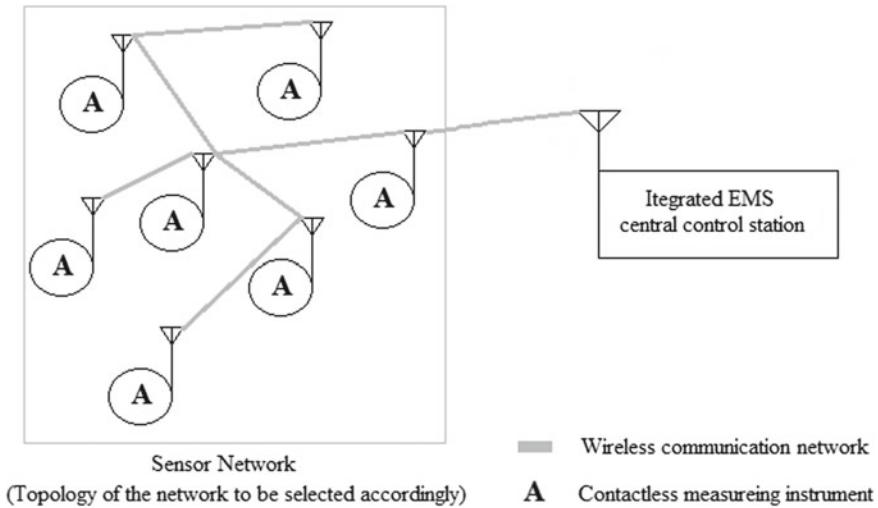 A
A
A
A
A
A
A
Itegrated EMS
central control station
Sensor Network
(Topology of the network to be selected accordingly)
Wireless communication network
A Contactless measureing instrument